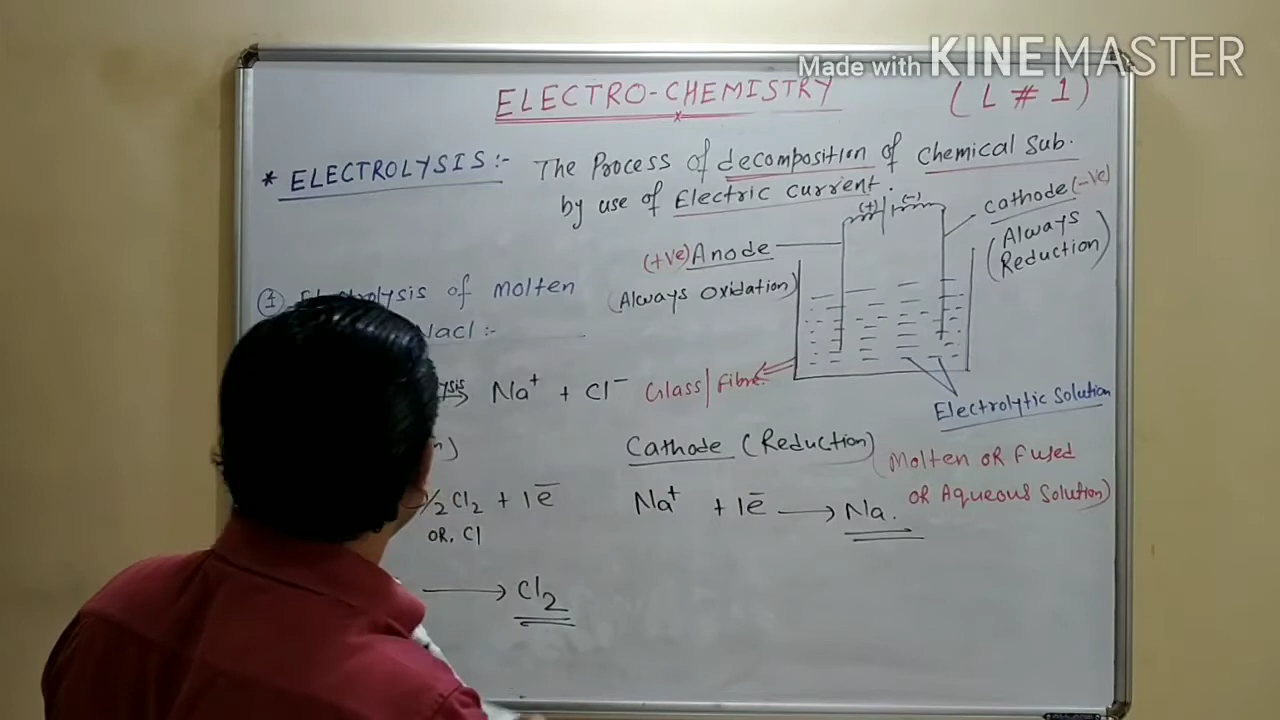 Made with KINEMASTER
ELECTRO-CHEMISTRY (L # 1)
* ELECTROLYSIS:- The Process of decomposition of chemical Sub.
by use of Electric current.
(+) (-)
cathode (-ve)
(Always
Reduction)
(+ve) Anode
(Always Oxidation)
① of molten
Nacl:-
Na⁺ + Cl⁻
Glass/Fibre.
Electrolytic Solution
(Molten OR Fused
OR Aqueous Solution)
Cathode (Reduction)
½ Cl₂ + 1e̅
OR, Cl
Na⁺ + 1e̅ → Na.
→ Cl₂